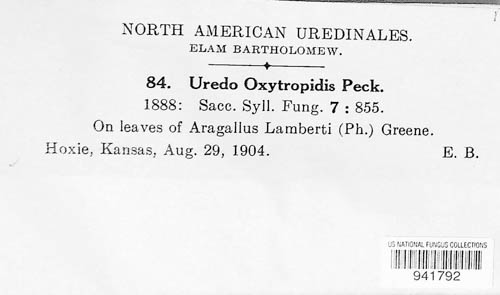 NORTH AMERICAN UREDINALES.
ELAM BARTHOLOMEW.
84. Uredo Oxytropidis Peck.
1888: Sacc. Syll. Fung. 7 : 855.
On leaves of Aragallus Lamberti (Ph.) Greene.
Hoxie, Kansas, Aug. 29, 1904. E. B.
US NATIONAL FUNGUS COLLECTIONS
941792